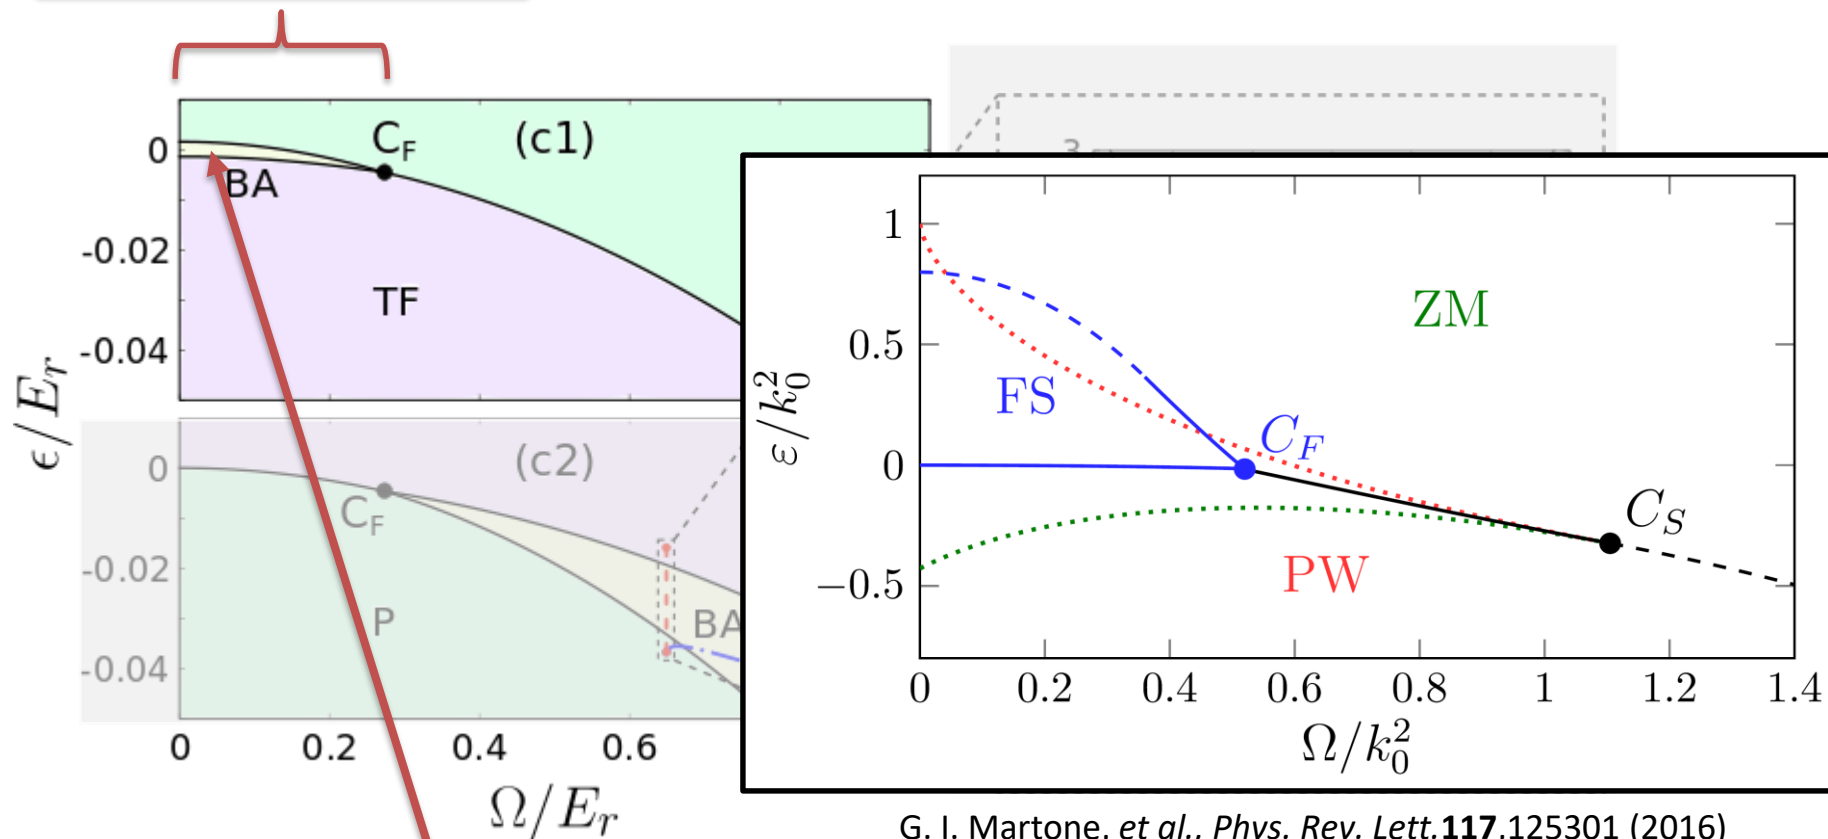 C_F
(c1)
0
BA
-0.02
TF
-0.04
ϵ/E_r
0
(c2)
C_F
-0.02
P
BA
-0.04
0
0.2
0.4
0.6
Ω/E_r
3
1
ZM
0.5
ε/k_0^2
FS
C_F
0
C_S
PW
−0.5
0
0.2
0.4
0.6
0.8
1
1.2
1.4
Ω/k_0^2
G. I. Martone, et al., Phys. Rev. Lett. 117,125301 (2016)